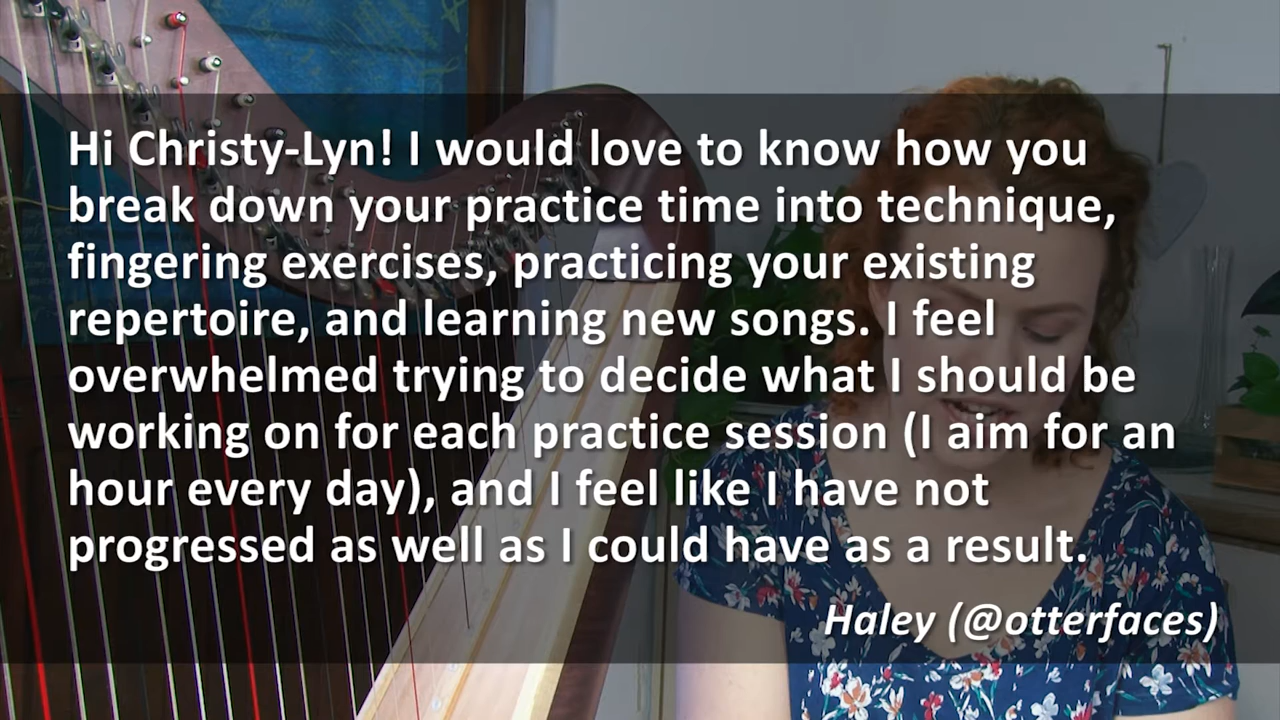 Hi Christy-Lyn! I would love to know how you
break down your practice time into technique,
fingering exercises, practicing your existing
repertoire, and learning new songs. I feel
overwhelmed trying to decide what I should be
working on for each practice session (I aim for an
hour every day), and I feel like I have not
progressed as well as I could have as a result.
Haley (@otterfaces)